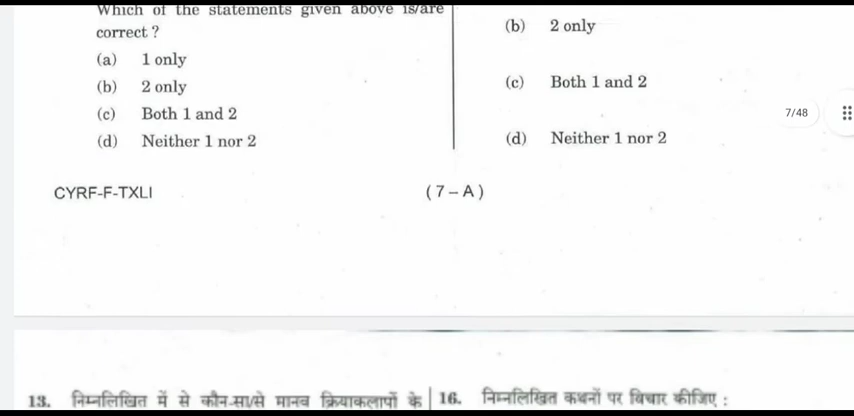 Which of the statements given above is/are
correct ?
(a) 1 only
(b) 2 only
(c) Both 1 and 2
(d) Neither 1 nor 2
(b) 2 only
(c) Both 1 and 2
(d) Neither 1 nor 2
7/48
CYRF-F-TXLI
( 7 – A )
13. निम्नलिखित में से कौन-सा/से मानव क्रियाकलापों के
16. निम्नलिखित कथनों पर विचार कीजिए :